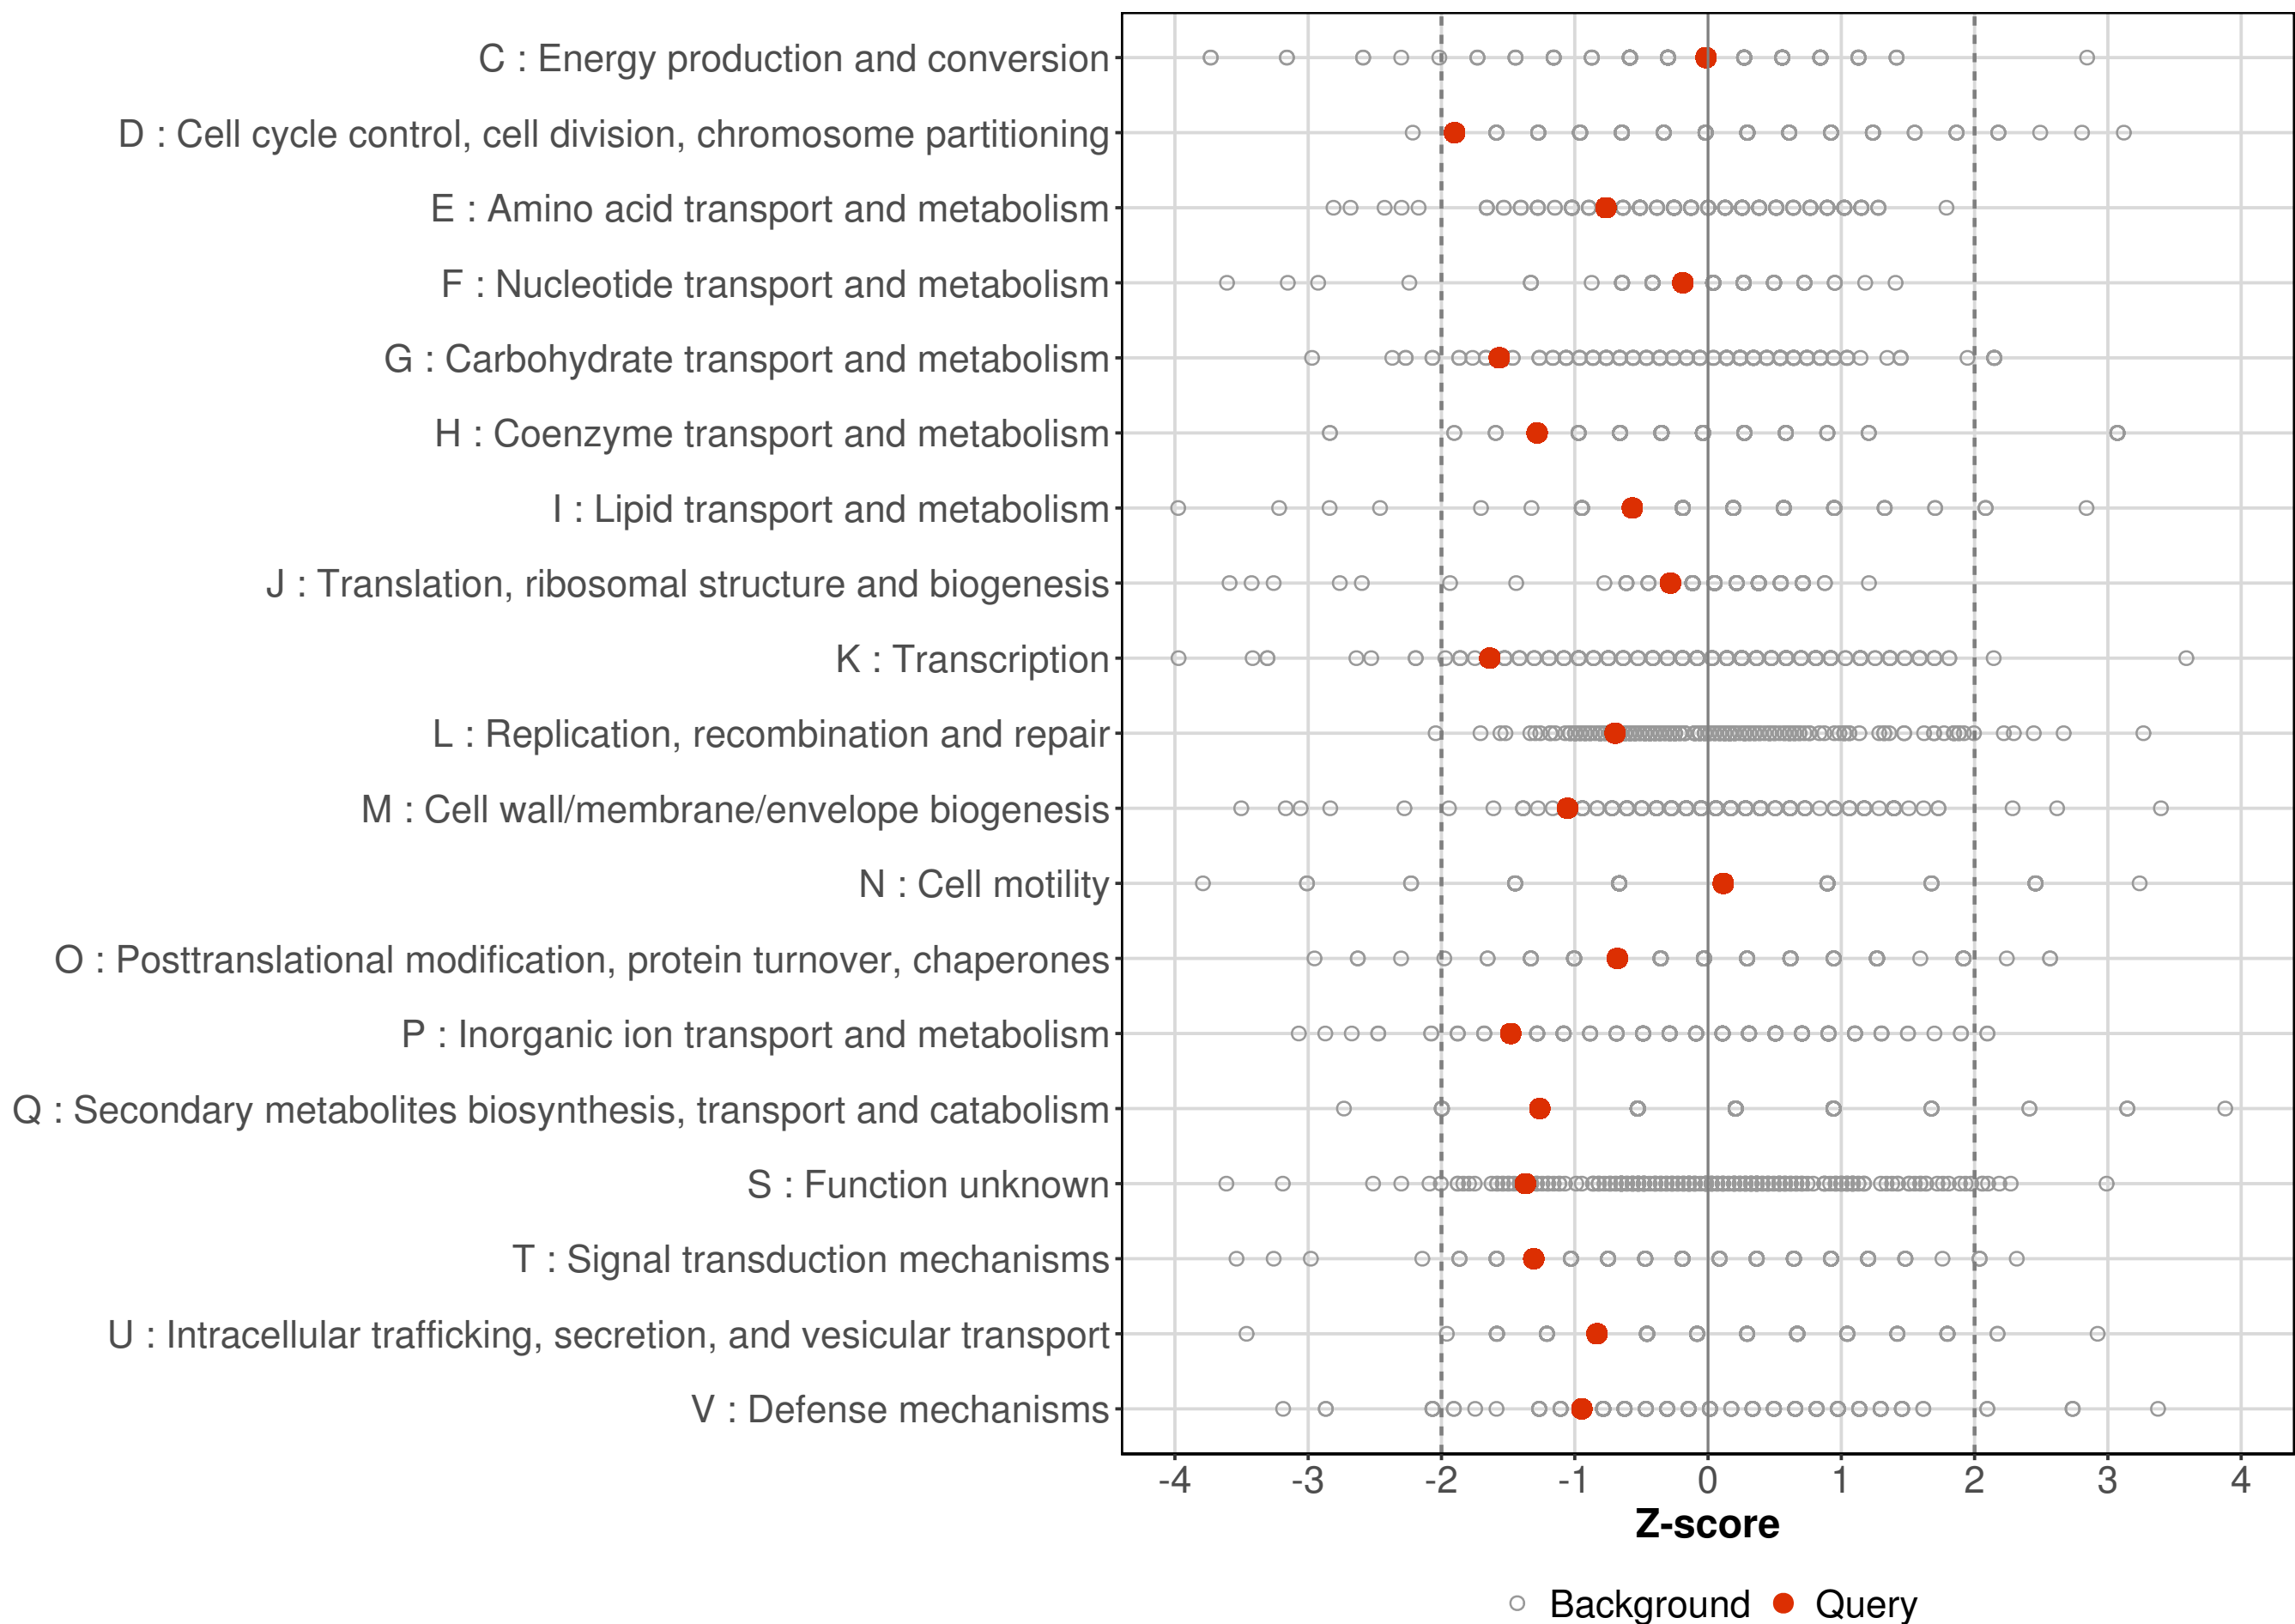 C : Energy production and conversion
D : Cell cycle control, cell division, chromosome partitioning
E : Amino acid transport and metabolism
F : Nucleotide transport and metabolism
G : Carbohydrate transport and metabolism
H : Coenzyme transport and metabolism
I : Lipid transport and metabolism
J : Translation, ribosomal structure and biogenesis
K : Transcription
L : Replication, recombination and repair
M : Cell wall/membrane/envelope biogenesis
N : Cell motility
O : Posttranslational modification, protein turnover, chaperones
P : Inorganic ion transport and metabolism
Q : Secondary metabolites biosynthesis, transport and catabolism
S : Function unknown
T : Signal transduction mechanisms
U : Intracellular trafficking, secretion, and vesicular transport
V : Defense mechanisms
-4 -3 -2 -1 0 1 2 3 4
Z-score
Background Query